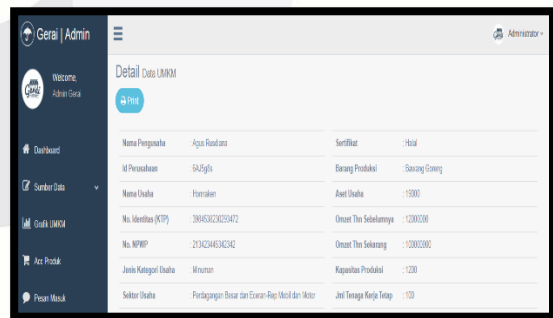 Gerai | Admin
Administrator
Welcome,
Admin Gerai
Detail Data UMKM
Print
Dashboard
Sumber Data
Grafik UMKM
Acc Produk
Pesan Masuk
Nama Pengusaha : Agus Rusdiana
Id Perusahaan : 6AJ5g6s
Nama Usaha : Homraken
No. Identitas (KTP) : 3984538230293472
No. NPWP : 213423445342342
Jenis Kategori Usaha : Minuman
Sektor Usaha : Perdagangan Besar dan Eceran-Rep Mobil dan Motor
Sertifikat : Halal
Barang Produksi : Bawang Goreng
Aset Usaha : 15000
Omzet Thn Sebelumnya : 12000000
Omzet Thn Sekarang : 10000000
Kapasitas Produksi : 1200
Jml Tenaga Kerja Tetap : 100